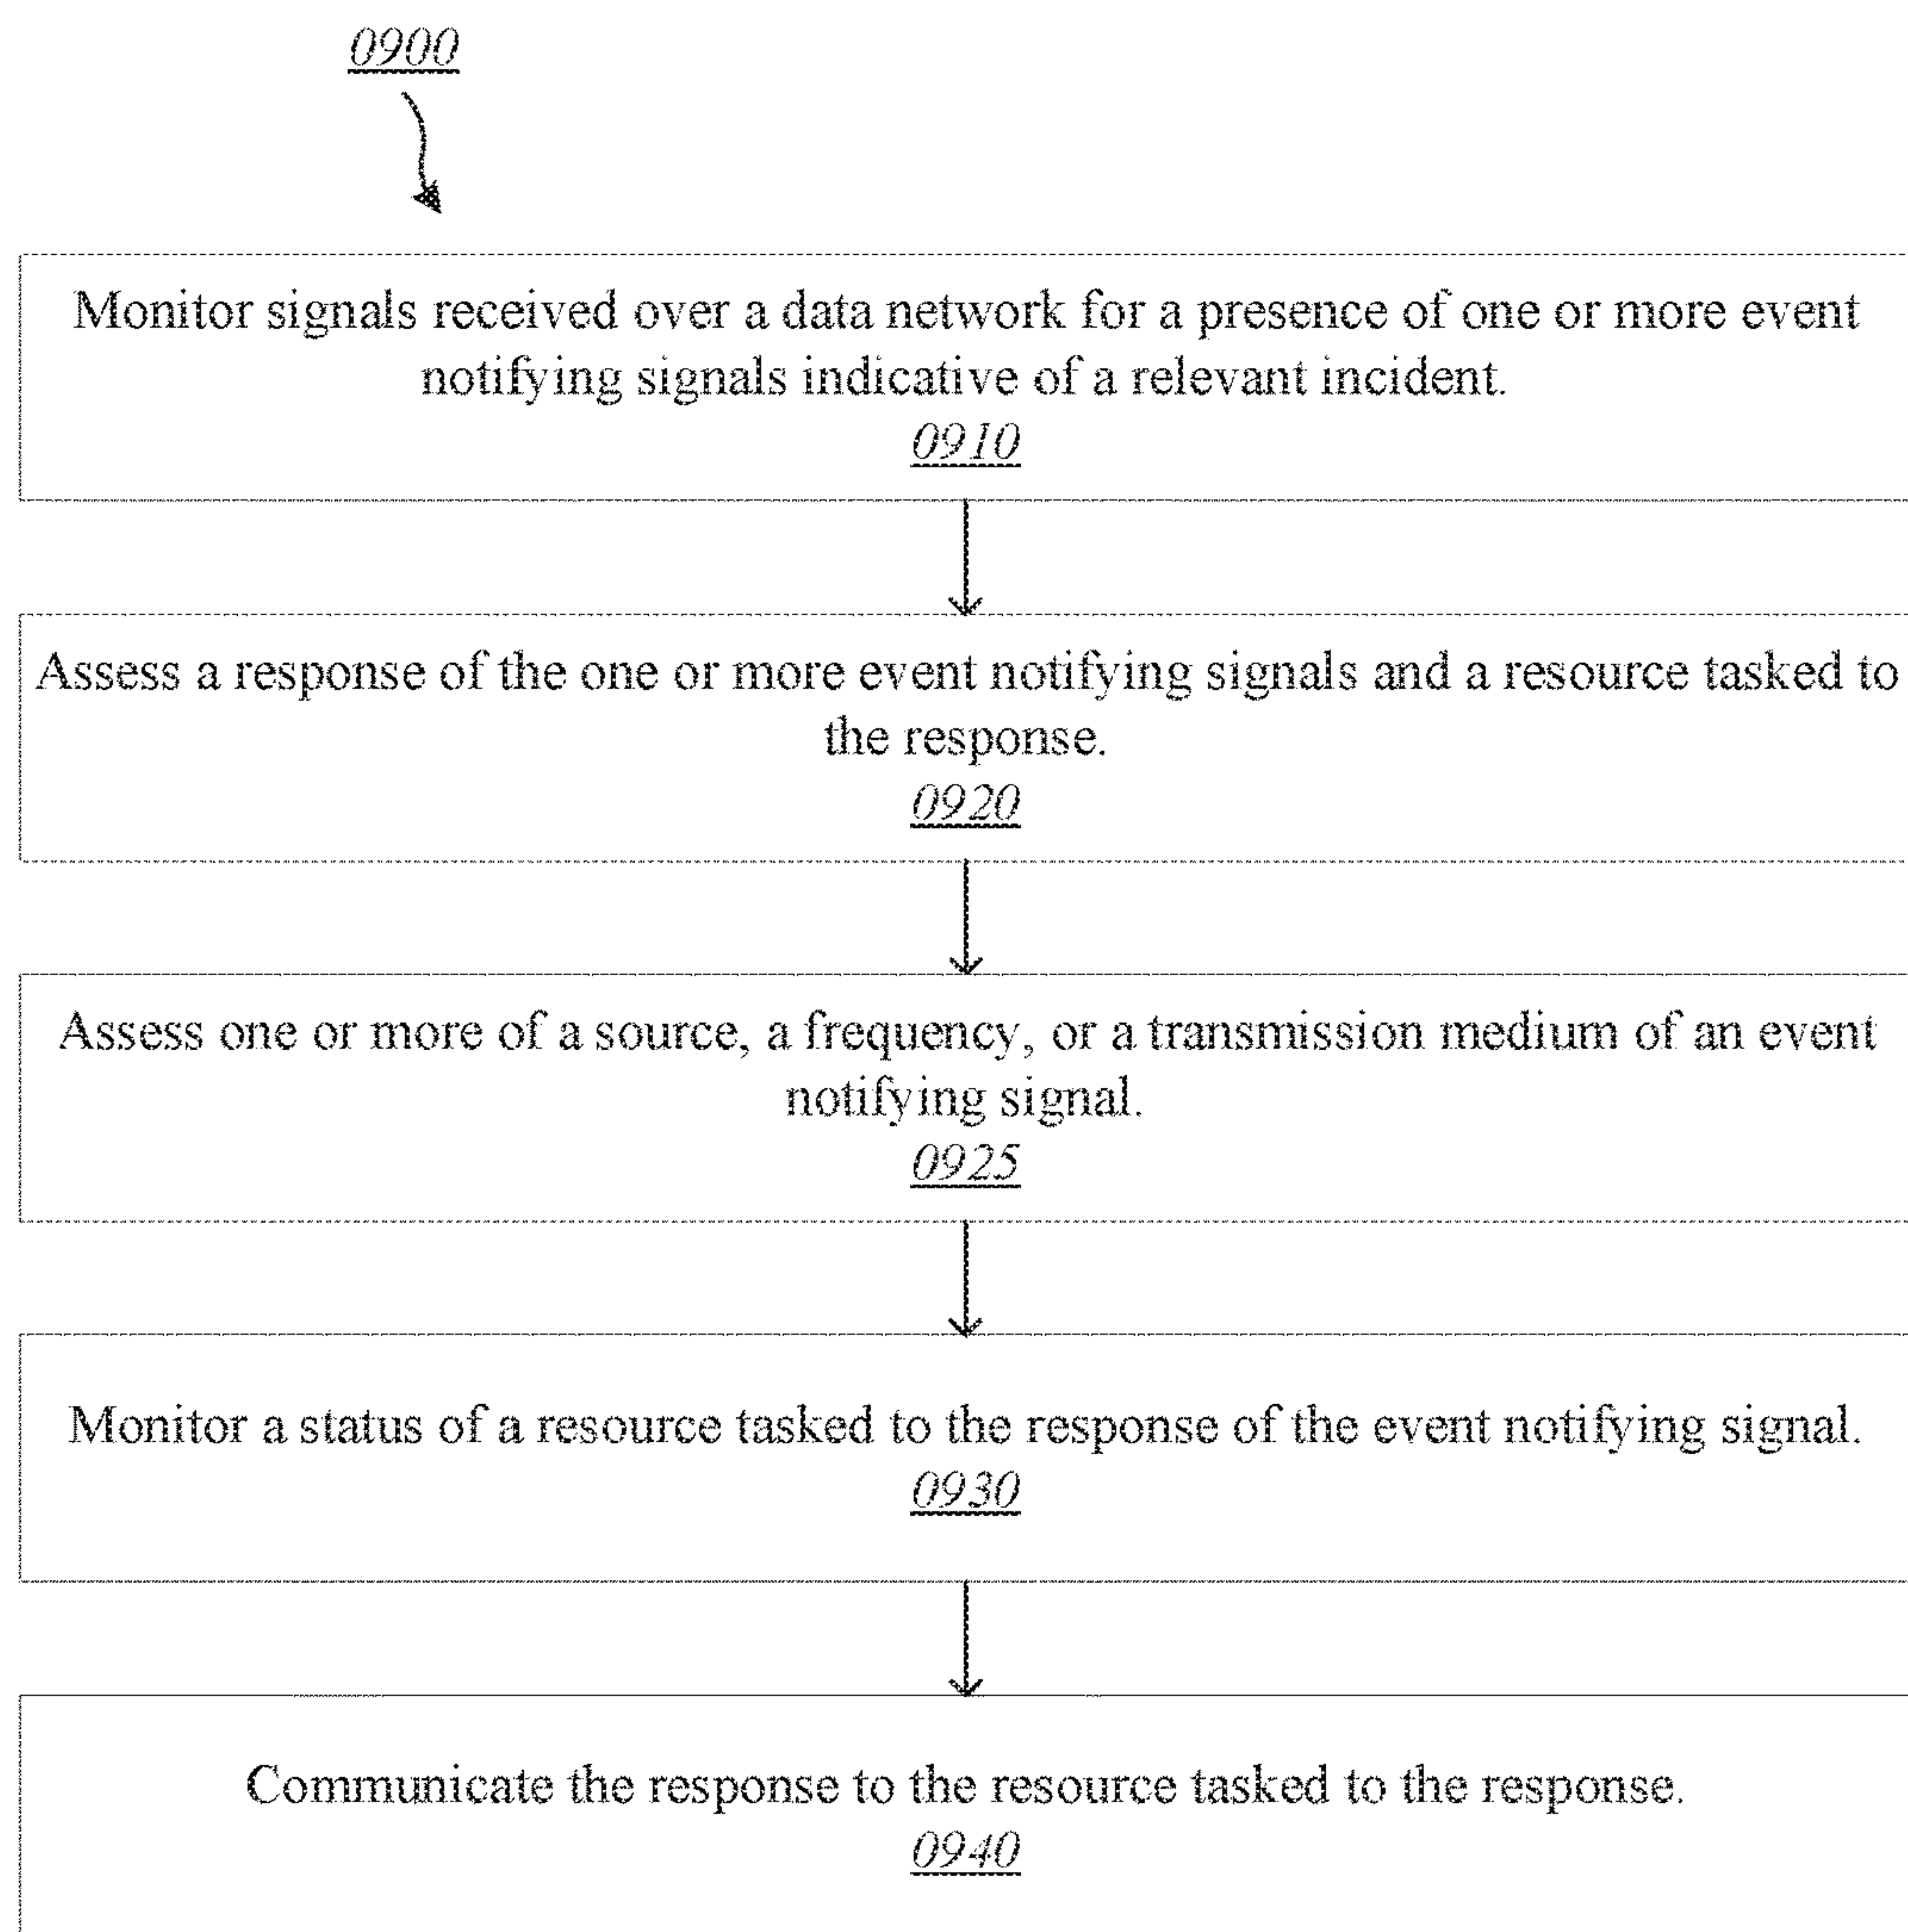 0900
Monitor signals received over a data network for a presence of one or more event
notifying signals indicative of a relevant incident.
0910
Assess a response of the one or more event notifying signals and a resource tasked to
the response.
0920
Assess one or more of a source, a frequency, or a transmission medium of an event
notifying signal.
0925
Monitor a status of a resource tasked to the response of the event notifying signal.
0930
Communicate the response to the resource tasked to the response.
0940